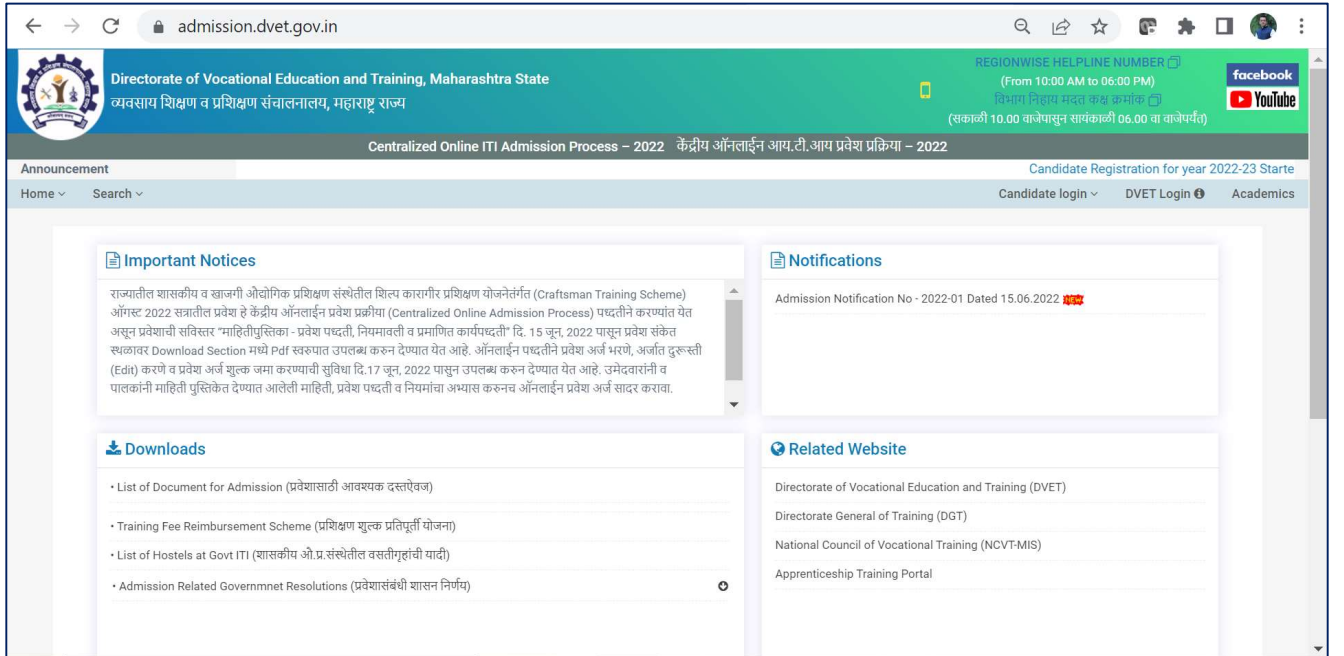 admission.dvet.gov.in
Directorate of Vocational Education and Training, Maharashtra State
व्यवसाय शिक्षण व प्रशिक्षण संचालनालय, महाराष्ट्र राज्य
REGIONWISE HELPLINE NUMBER
(From 10:00 AM to 06:00 PM)
विभाग निहाय मदत कक्ष क्रमांक
(सकाळी 10.00 वाजेपासुन सायंकाळी 06.00 वा वाजेपर्यंत)
facebook
YouTube
Centralized Online ITI Admission Process – 2022 केंद्रीय ऑनलाईन आय.टी.आय प्रवेश प्रक्रिया – 2022
Announcement
Candidate Registration for year 2022-23 Starte
Home Search Candidate login DVET Login Academics
Important Notices
राज्यातील शासकीय व खाजगी औद्योगिक प्रशिक्षण संस्थेतील शिल्प कारागीर प्रशिक्षण योजनेतंर्गत (Craftsman Training Scheme)
ऑगस्ट 2022 सत्रातील प्रवेश हे केंद्रीय ऑनलाईन प्रवेश प्रक्रीया (Centralized Online Admission Process) पध्दतीने करण्यांत येत
असून प्रवेशाची सविस्तर "माहितीपुस्तिका - प्रवेश पध्दती, नियमावली व प्रमाणित कार्यपध्दती" दि. 15 जून, 2022 पासून प्रवेश संकेत
स्थळावर Download Section मध्ये Pdf स्वरुपात उपलब्ध करुन देण्यात येत आहे. ऑनलाईन पध्दतीने प्रवेश अर्ज भरणे, अर्जात दुरूस्ती
(Edit) करणे व प्रवेश अर्ज शुल्क जमा करण्याची सुविधा दि.17 जून, 2022 पासुन उपलब्ध करुन देण्यात येत आहे. उमेदवारांनी व
पालकांनी माहिती पुस्तिकेत देण्यात आलेली माहिती, प्रवेश पध्दती व नियमांचा अभ्यास करुनच ऑनलाईन प्रवेश अर्ज सादर करावा.
Notifications
Admission Notification No - 2022-01 Dated 15.06.2022 NEW
Downloads
• List of Document for Admission (प्रवेशासाठी आवश्यक दस्तऐवज)
• Training Fee Reimbursement Scheme (प्रशिक्षण शुल्क प्रतिपूर्ती योजना)
• List of Hostels at Govt ITI (शासकीय औ.प्र.संस्थेतील वसतीगृहांची यादी)
• Admission Related Governmnet Resolutions (प्रवेशासंबंधी शासन निर्णय)
Related Website
Directorate of Vocational Education and Training (DVET)
Directorate General of Training (DGT)
National Council of Vocational Training (NCVT-MIS)
Apprenticeship Training Portal